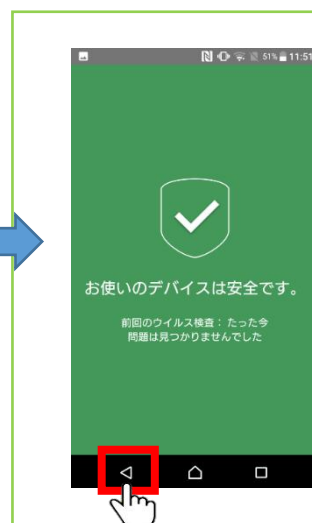 51% 11:51
お使いのデバイスは安全です。
前回のウイルス検査： たった今
問題は見つかりませんでした